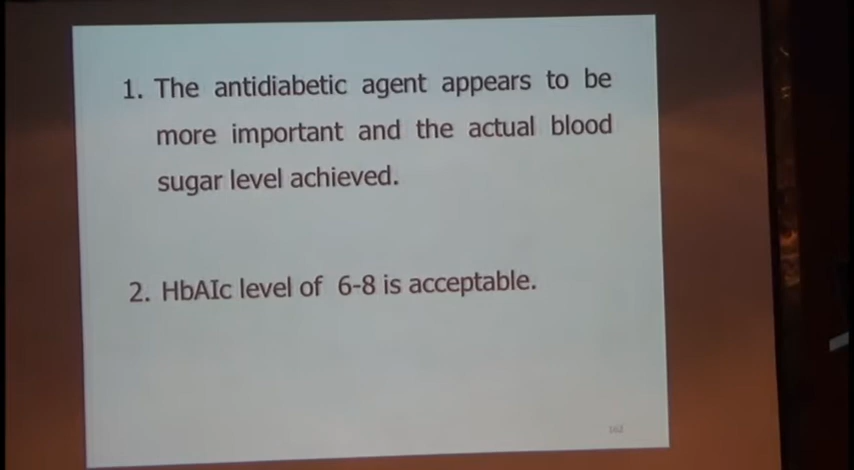 1. The antidiabetic agent appears to be
more important and the actual blood
sugar level achieved.
2. HbAIc level of 6-8 is acceptable.